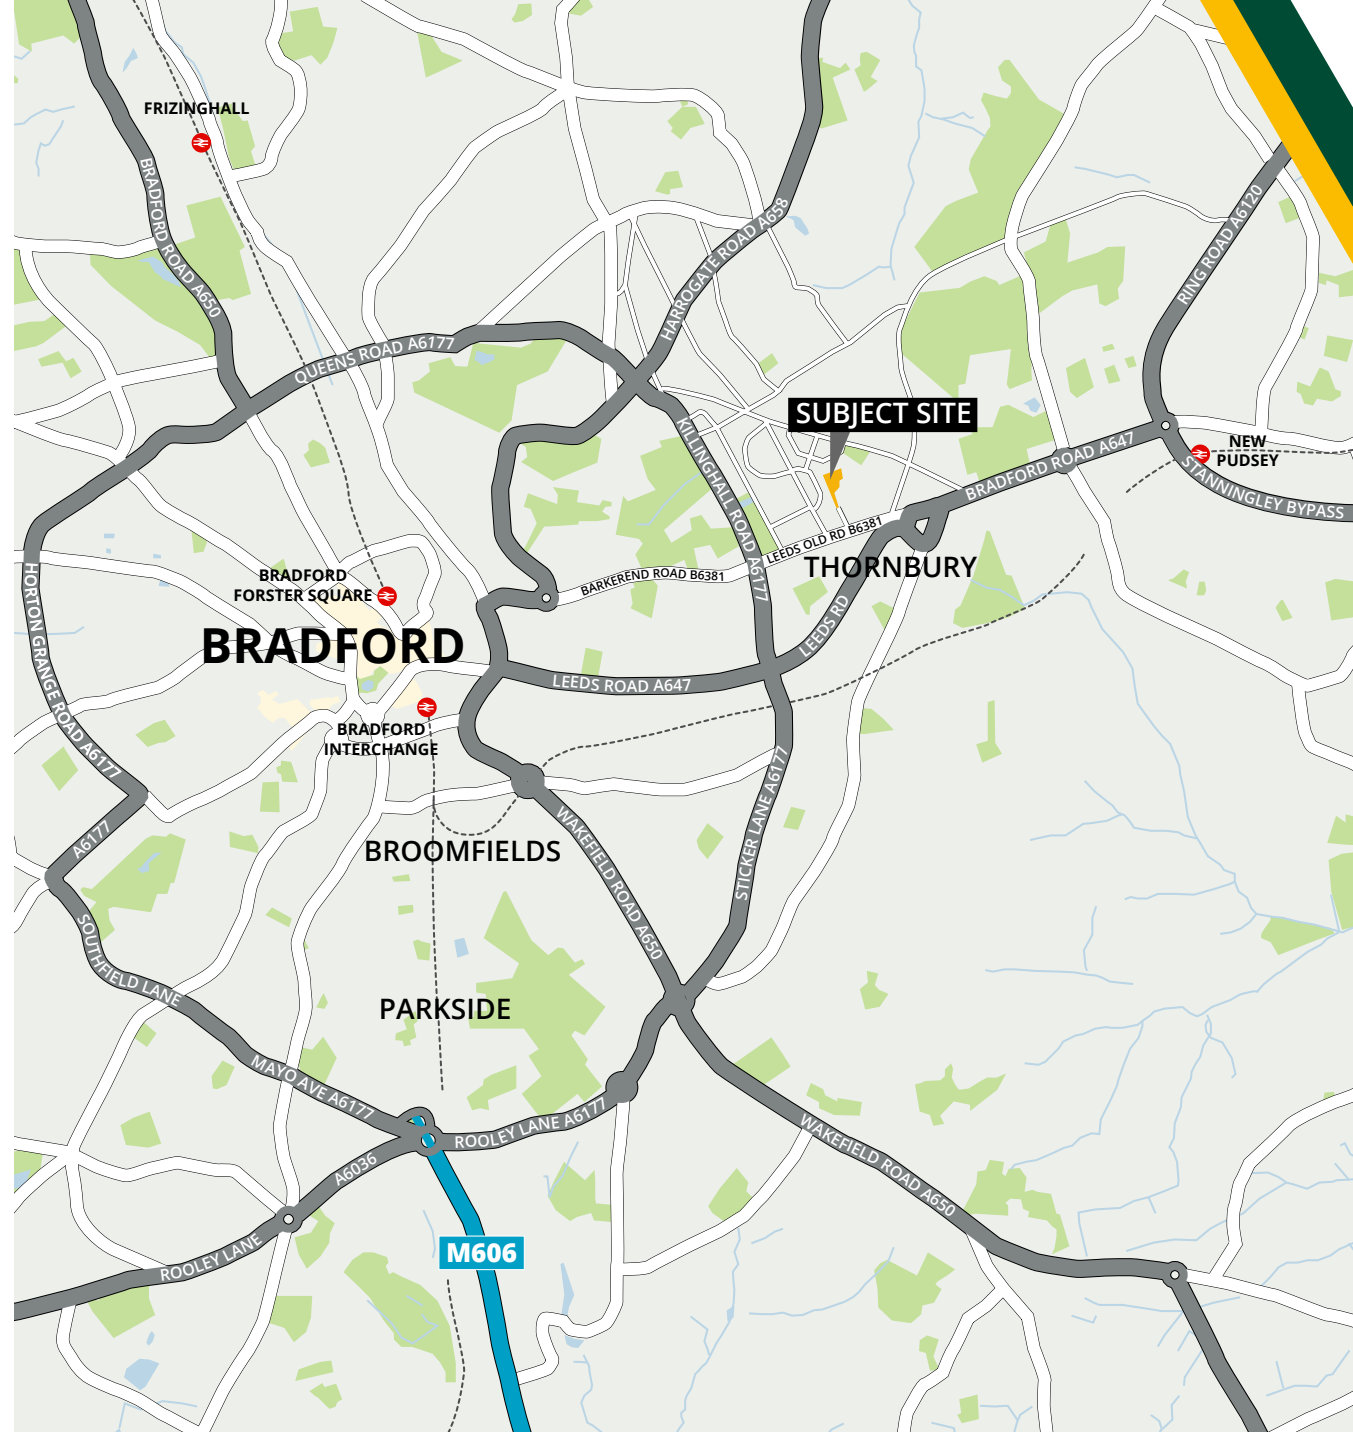 FRIZINGHALL
BRADFORD ROAD A650
HARROGATE ROAD A658
RING ROAD A6120
QUEENS ROAD A6177
SUBJECT SITE
KILLINGHALL ROAD A6177
BRADFORD ROAD A647
NEW
PUDSEY
STANNINGLEY BYPASS
LEEDS OLD RD B6381
THORNBURY
BARKEREND ROAD B6381
HORTON GRANGE ROAD A6177
BRADFORD
FORSTER SQUARE
BRADFORD
LEEDS RD
LEEDS ROAD A647
BRADFORD
INTERCHANGE
STICKER LANE A6177
A6177
WAKEFIELD ROAD A650
BROOMFIELDS
SOUTHFIELD LANE
PARKSIDE
MAYO AVE A6177
ROOLEY LANE A6177
WAKEFIELD ROAD A650
A6036
ROOLEY LANE
M606